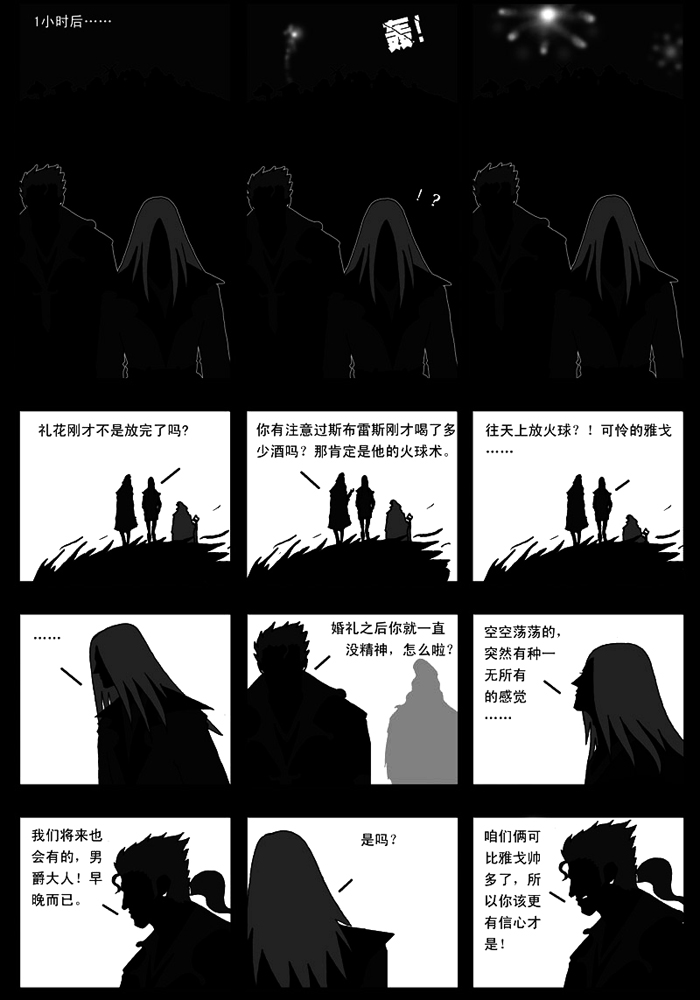 1小时后……
轰！
！？
礼花刚才不是放完了吗？
你有注意过斯布雷斯刚才喝了多
少酒吗？那肯定是他的火球术。
往天上放火球？！可怜的雅戈
……
……
婚礼之后你就一直
没精神，怎么啦？
空空荡荡的，
突然有种一
无所有
的感觉
……
我们将来也
会有的，男
爵大人！早
晚而已。
是吗？
咱们俩可
比雅戈帅
多了，所
以你该更
有信心才
是！